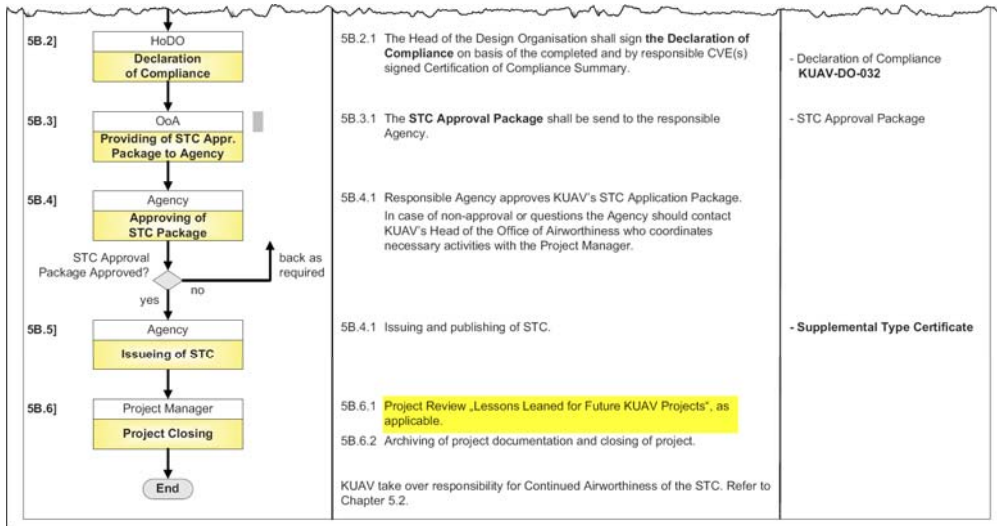 5B.2]
HoDO
Declaration
of Compliance
5B.2.1 The Head of the Design Organisation shall sign the Declaration of
Compliance on basis of the completed and by responsible CVE(s)
signed Certification of Compliance Summary.
- Declaration of Compliance
KUAV-DO-032
5B.3]
OoA
Providing of STC Appr.
Package to Agency
5B.3.1 The STC Approval Package shall be send to the responsible
Agency.
- STC Approval Package
5B.4]
Agency
Approving of
STC Package
5B.4.1 Responsible Agency approves KUAV's STC Application Package.
In case of non-approval or questions the Agency should contact
KUAV's Head of the Office of Airworthiness who coordinates
necessary activities with the Project Manager.
STC Approval
Package Approved?
back as
required
no
yes
5B.5]
Agency
Issueing of STC
5B.4.1 Issuing and publishing of STC.
- Supplemental Type Certificate
5B.6]
Project Manager
Project Closing
5B.6.1 Project Review „Lessons Leaned for Future KUAV Projects“, as
applicable.
5B.6.2 Archiving of project documentation and closing of project.
End
KUAV take over responsibility for Continued Airworthiness of the STC. Refer to
Chapter 5.2.